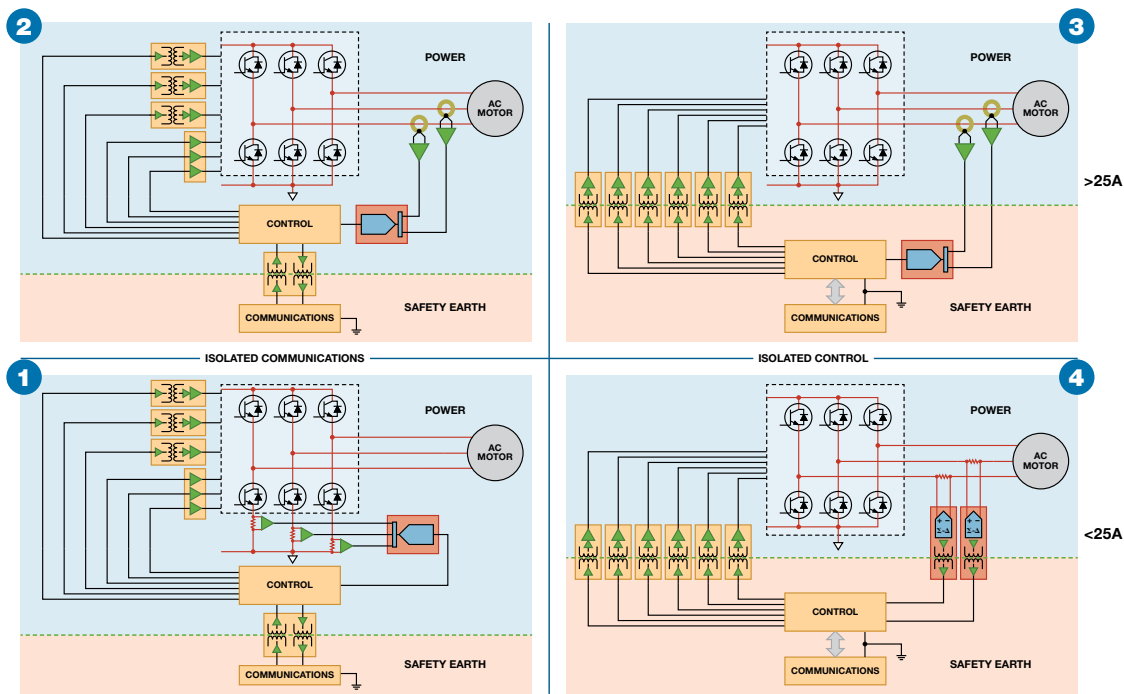 2
POWER
AC
MOTOR
CONTROL
SAFETY EARTH
COMMUNICATIONS
3
POWER
AC
MOTOR
>25A
CONTROL
COMMUNICATIONS
SAFETY EARTH
ISOLATED COMMUNICATIONS
ISOLATED CONTROL
1
POWER
AC
MOTOR
CONTROL
SAFETY EARTH
COMMUNICATIONS
4
POWER
AC
MOTOR
+ −
Σ-Δ
+ −
Σ-Δ
<25A
CONTROL
COMMUNICATIONS
SAFETY EARTH